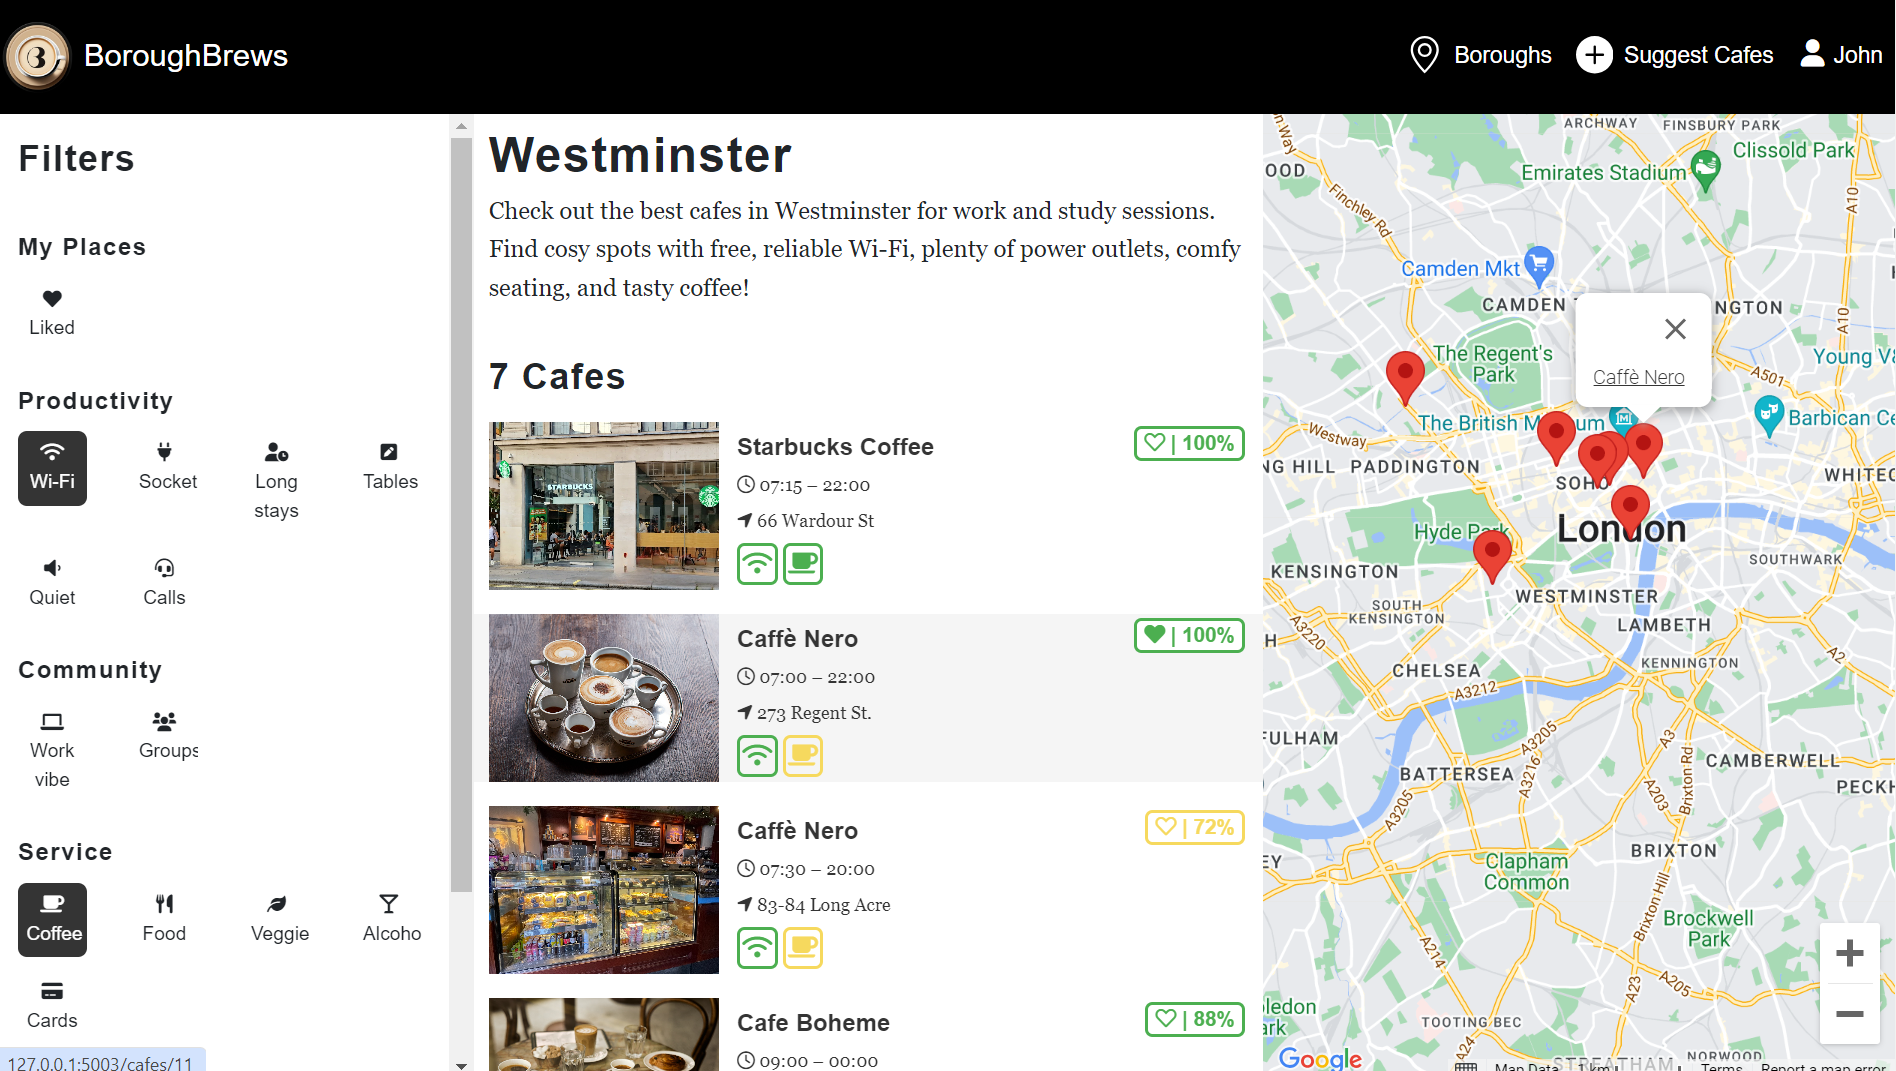 BoroughBrews
Boroughs
Suggest Cafes
John
Filters
My Places
Liked
Productivity
Wi-Fi
Socket
Long
stays
Tables
Quiet
Calls
Community
Work
vibe
Groups
Service
Coffee
Food
Veggie
Alcoho
Cards
127.0.0.1:5003/cafes/11
Westminster
Check out the best cafes in Westminster for work and study sessions.
Find cosy spots with free, reliable Wi-Fi, plenty of power outlets, comfy
seating, and tasty coffee!
7 Cafes
STARBUCKS
Starbucks Coffee
| 100%
07:15 – 22:00
66 Wardour St
Caffè Nero
| 100%
07:00 – 22:00
273 Regent St.
Caffè Nero
| 72%
07:30 – 20:00
83-84 Long Acre
Cafe Boheme
| 88%
09:00 – 00:00
ARCHWAY
FINSBURY PARK
Clissold Park
OOD
Emirates Stadium
Finchley Rd
A10
Camden Mkt
CAMDEN T
NGTON
A10
Caffè Nero
The Regent's
Park
Young V
A501
The British M
um
Barbican Ce
Westway
NG HILL
PADDINGTON
SOHO
WHITEC
Hyde Park
London
SOUTHWARK
KENSINGTON
WESTMINSTER
SOUTH
KENSINGTON
A3220
LAMBETH
H
A2
KENNINGTON
CHELSEA
A3212
FULHAM
A3205
A3
CAMBERWELL
BATTERSEA
A3216
A203
Brixton Rd
PECKH
A3205
EY
BRIXTON
Clapham
Common
Brixton Hill
Brockwell
Park
A214
A23
A205
bledon
ark
TOOTING BEC
A24
STREATHAM
NORWOOD
Google
Map Data
1 km
Terms
Report a map error